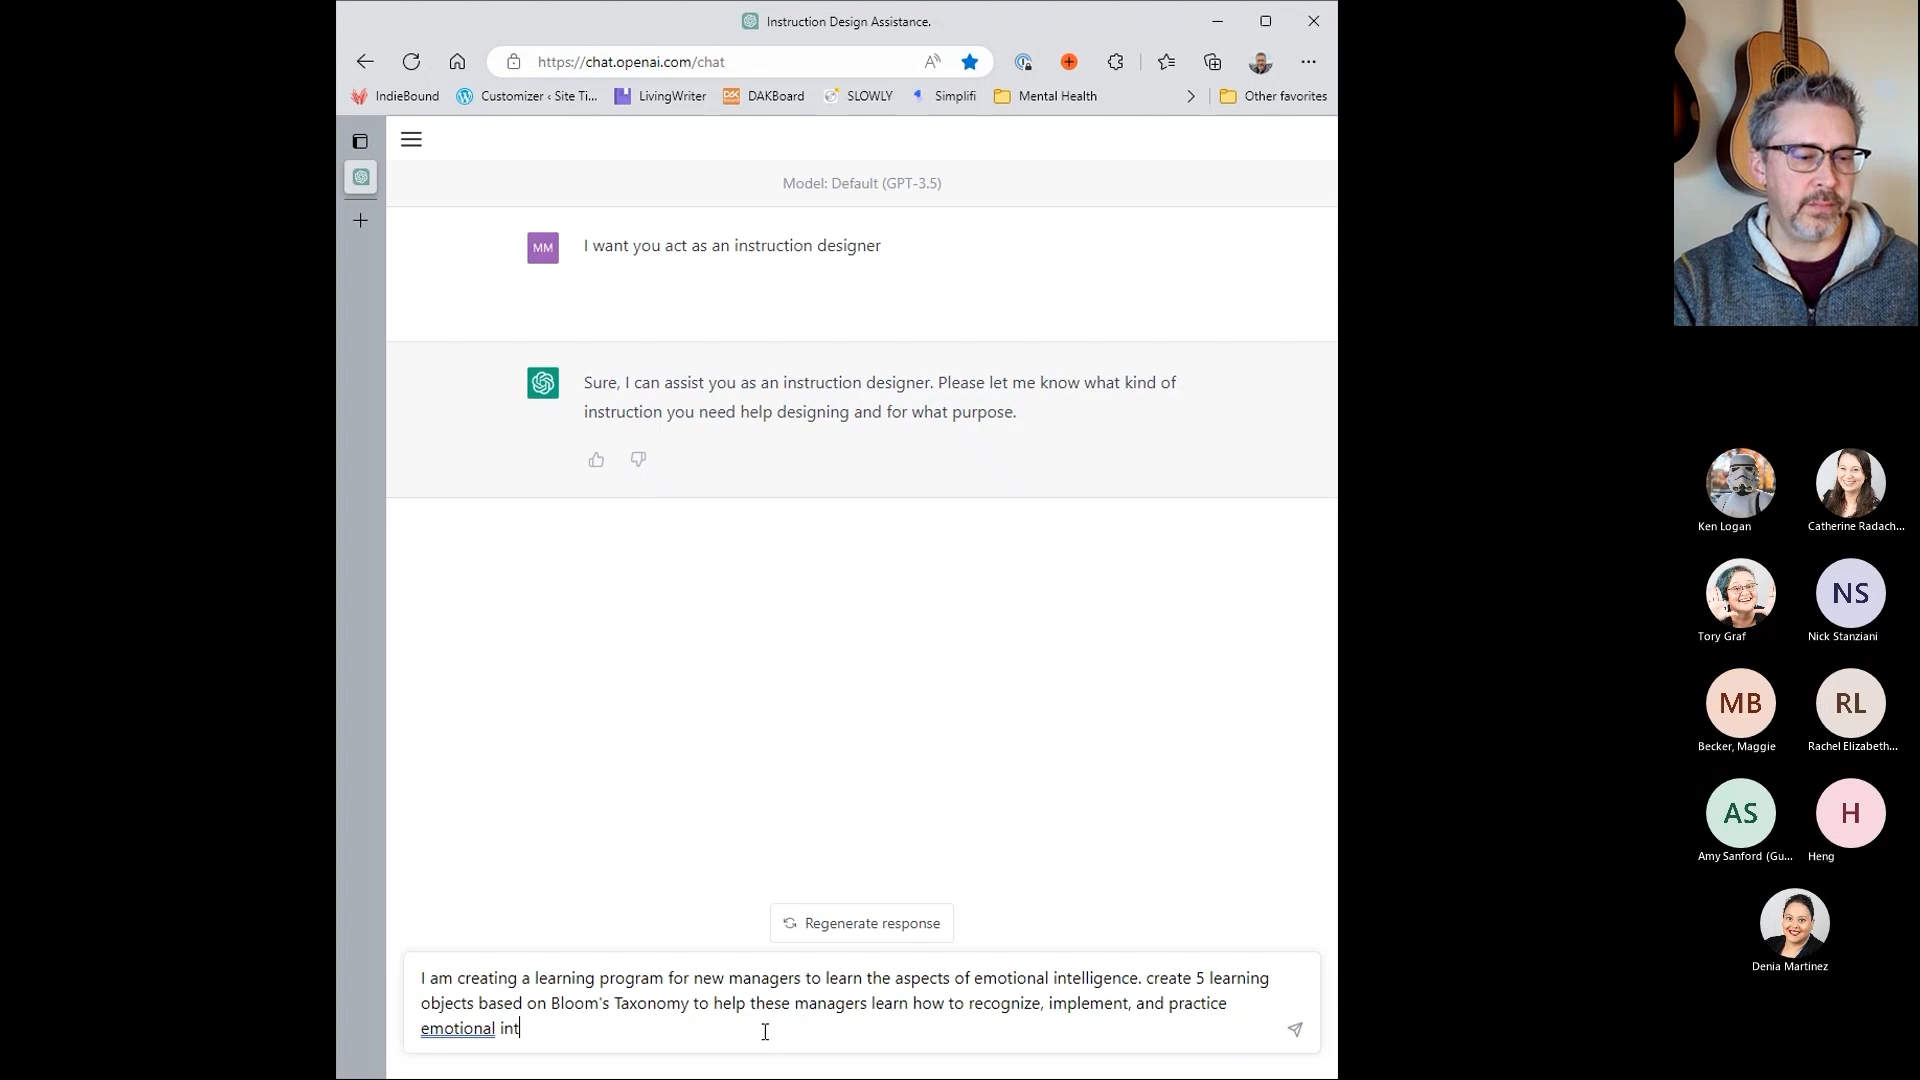 Instruction Design Assistance.
https://chat.openai.com/chat
IndieBound
Customizer ‹ Site Ti...
LivingWriter
DAKBoard
SLOWLY
Simplifi
Mental Health
Other favorites
Model: Default (GPT-3.5)
MM
I want you act as an instruction designer
Sure, I can assist you as an instruction designer. Please let me know what kind of
instruction you need help designing and for what purpose.
Regenerate response
I am creating a learning program for new managers to learn the aspects of emotional intelligence. create 5 learning
objects based on Bloom's Taxonomy to help these managers learn how to recognize, implement, and practice
emotional int
Ken Logan
Catherine Radach...
Tory Graf
NS
Nick Stanziani
MB
Becker, Maggie
RL
Rachel Elizabeth...
AS
Amy Sanford (Gu...
H
Heng
Denia Martinez